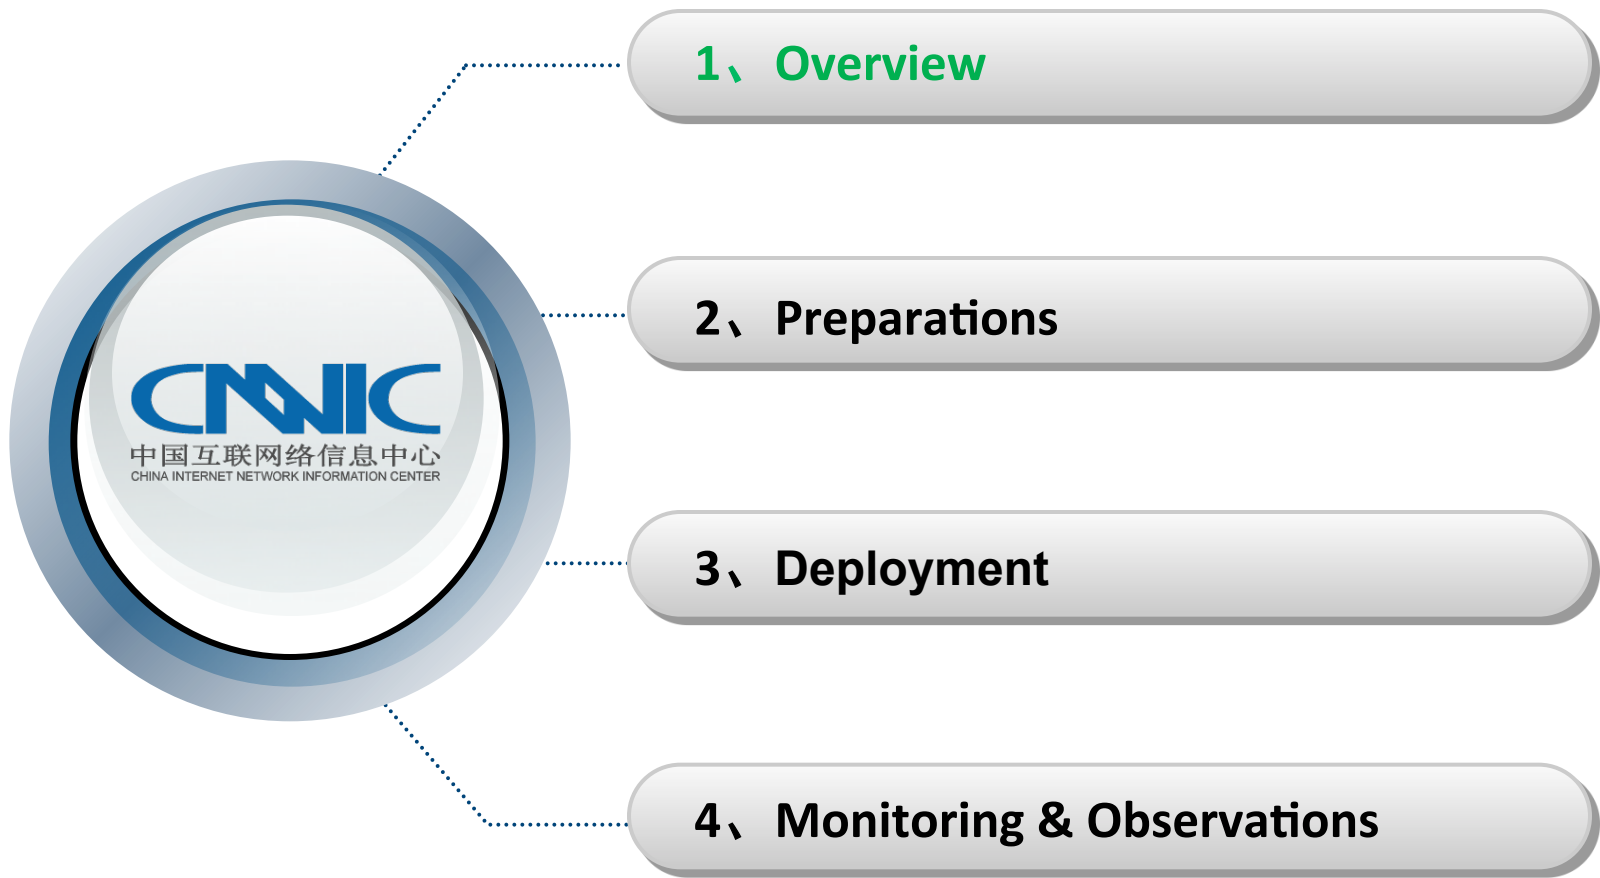 1、Overview
2、Preparations
CNNIC
中国互联网络信息中心
CHINA INTERNET NETWORK INFORMATION CENTER
3、Deployment
4、Monitoring & Observations